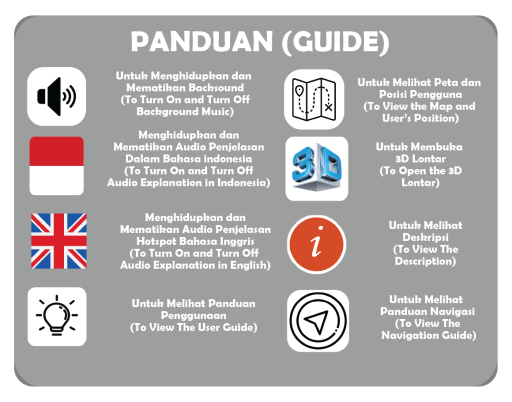 PANDUAN (GUIDE)
Untuk Menghidupkan dan
Mematikan Backsound
(To Turn On and Turn Off
Background Music)
Menghidupkan dan
Mematikan Audio Penjelasan
Dalam Bahasa indonesia
(To Turn On and Turn Off
Audio Explanation in Indonesia)
Menghidupkan dan
Mematikan Audio Penjelasan
Hotspot Bahasa Inggris
(To Turn On and Turn Off
Audio Explanation in English)
Untuk Melihat Panduan
Penggunaan
(To View The User Guide)
Untuk Melihat Peta dan
Posisi Pengguna
(To View the Map and
User's Position)
3D
Untuk Membuka
3D Lontar
(To Open the 3D
Lontar)
i
Untuk Melihat
Deskripsi
(To View The
Description)
Untuk Melihat
Panduan Navigasi
(To View The
Navigation Guide)